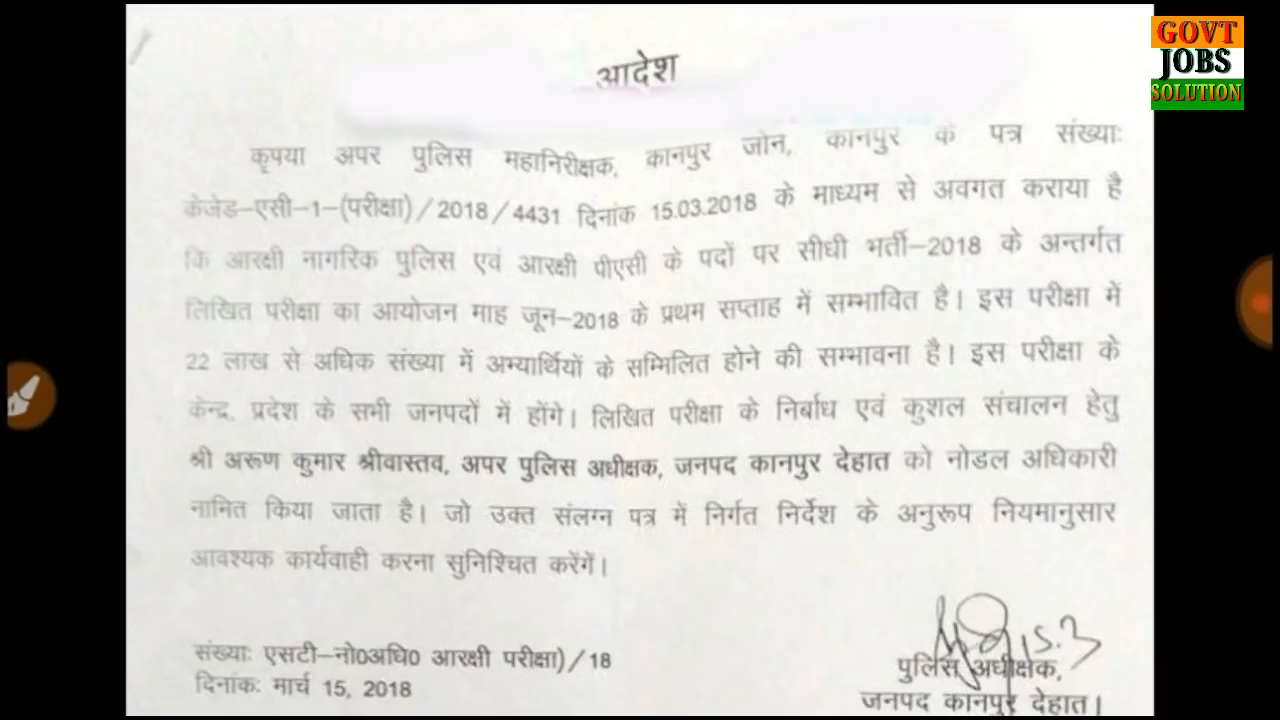 GOVT
JOBS
SOLUTION
आदेश
कृपया अपर पुलिस महानिरीक्षक, कानपुर जोन, कानपुर के पत्र संख्याः
केजेड–एसी–1–(परीक्षा)/2018/4431 दिनांक 15.03.2018 के माध्यम से अवगत कराया है
कि आरक्षी नागरिक पुलिस एवं आरक्षी पीएसी के पदों पर सीधी भर्ती–2018 के अन्तर्गत
लिखित परीक्षा का आयोजन माह जून–2018 के प्रथम सप्ताह में सम्भावित है। इस परीक्षा में
22 लाख से अधिक संख्या में अभ्यार्थियों के सम्मिलित होने की सम्भावना है। इस परीक्षा के
केन्द्र, प्रदेश के सभी जनपदों में होंगे। लिखित परीक्षा के निर्बाध एवं कुशल संचालन हेतु
श्री अरूण कुमार श्रीवास्तव, अपर पुलिस अधीक्षक, जनपद कानपुर देहात को नोडल अधिकारी
नामित किया जाता है। जो उक्त संलग्न पत्र में निर्गत निर्देश के अनुरूप नियमानुसार
आवश्यक कार्यवाही करना सुनिश्चित करेंगें।
15.3
संख्याः एसटी–नो0अधि0 आरक्षी परीक्षा)/18
दिनांकः मार्च 15, 2018
पुलिस अधीक्षक,
जनपद कानपुर देहात।